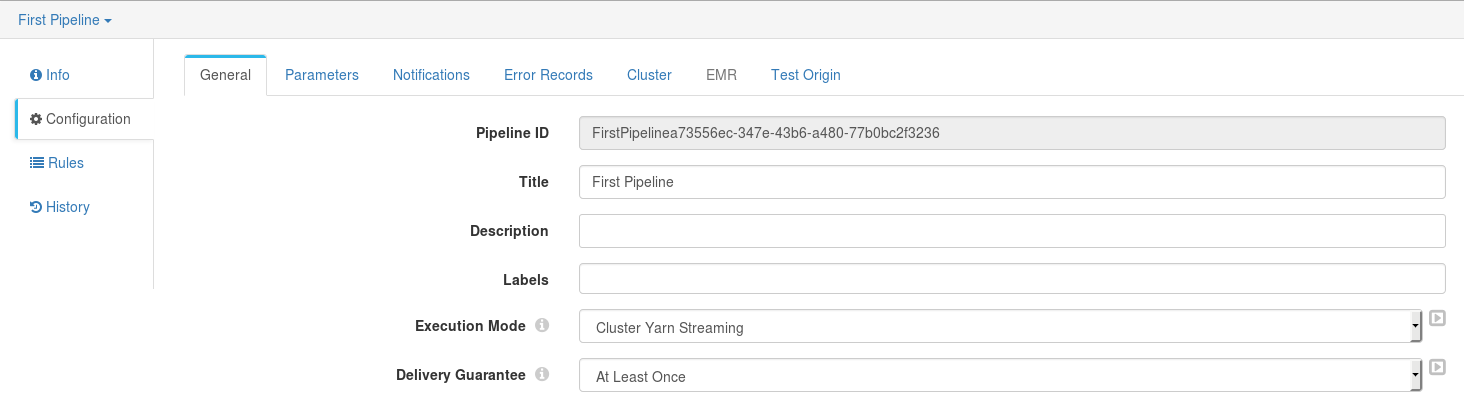 First Pipeline
Info
Configuration
Rules
History
General Parameters Notifications Error Records Cluster EMR Test Origin
Pipeline ID FirstPipelinea73556ec-347e-43b6-a480-77b0bc2f3236
Title First Pipeline
Description
Labels
Execution Mode Cluster Yarn Streaming
Delivery Guarantee At Least Once